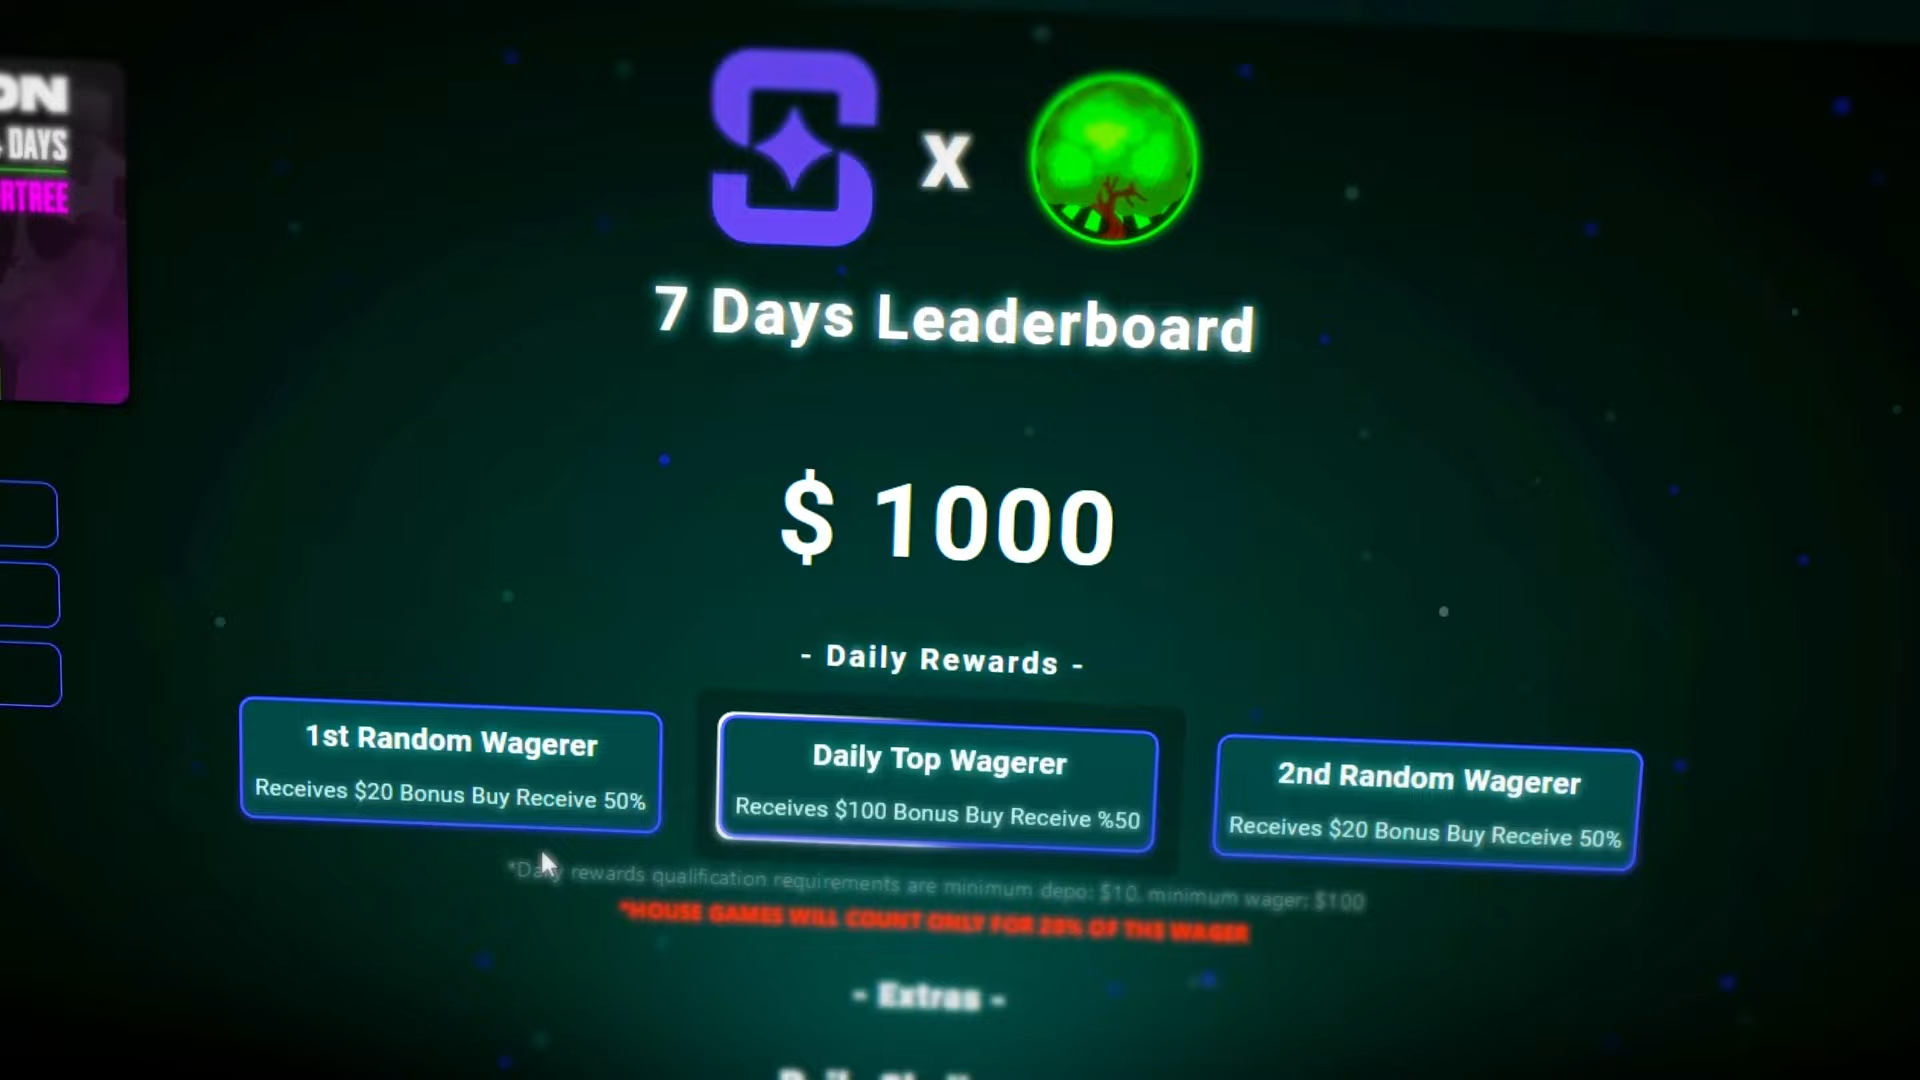 ON
DAYS
RTREE
X
7 Days Leaderboard
$ 1000
- Daily Rewards -
1st Random Wagerer
Receives $20 Bonus Buy Receive 50%
Daily Top Wagerer
Receives $100 Bonus Buy Receive %50
2nd Random Wagerer
Receives $20 Bonus Buy Receive 50%
*Daily rewards qualification requirements are minimum depo: $10, minimum wager: $100
*HOUSE GAMES WILL COUNT ONLY FOR 20% OF THE WAGER
- Extras -